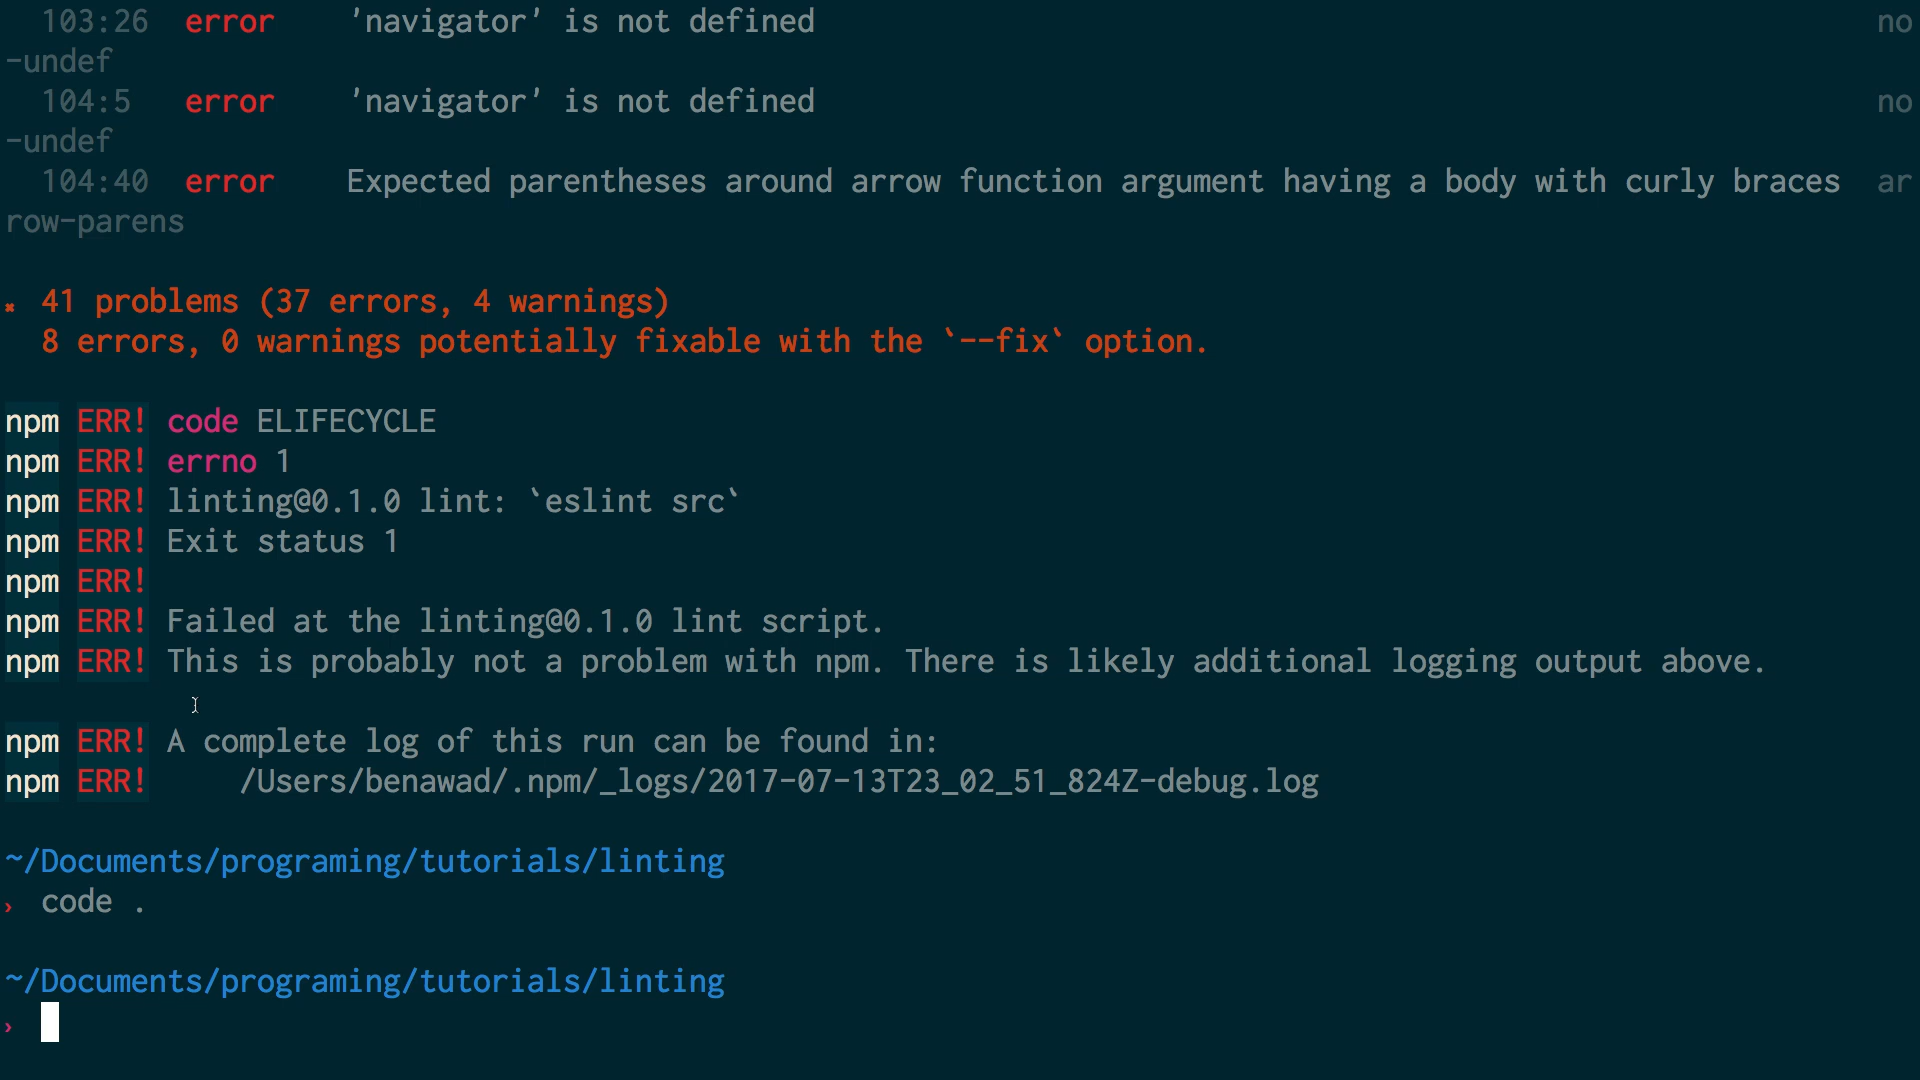 103:26  error    'navigator' is not defined    no
-undef
104:5   error    'navigator' is not defined    no
-undef
104:40  error    Expected parentheses around arrow function argument having a body with curly braces  ar
row-parens
✖ 41 problems (37 errors, 4 warnings)
8 errors, 0 warnings potentially fixable with the `--fix` option.
npm ERR! code ELIFECYCLE
npm ERR! errno 1
npm ERR! linting@0.1.0 lint: `eslint src`
npm ERR! Exit status 1
npm ERR!
npm ERR! Failed at the linting@0.1.0 lint script.
npm ERR! This is probably not a problem with npm. There is likely additional logging output above.
npm ERR! A complete log of this run can be found in:
npm ERR!     /Users/benawad/.npm/_logs/2017-07-13T23_02_51_824Z-debug.log
~/Documents/programing/tutorials/linting
› code .
~/Documents/programing/tutorials/linting
›